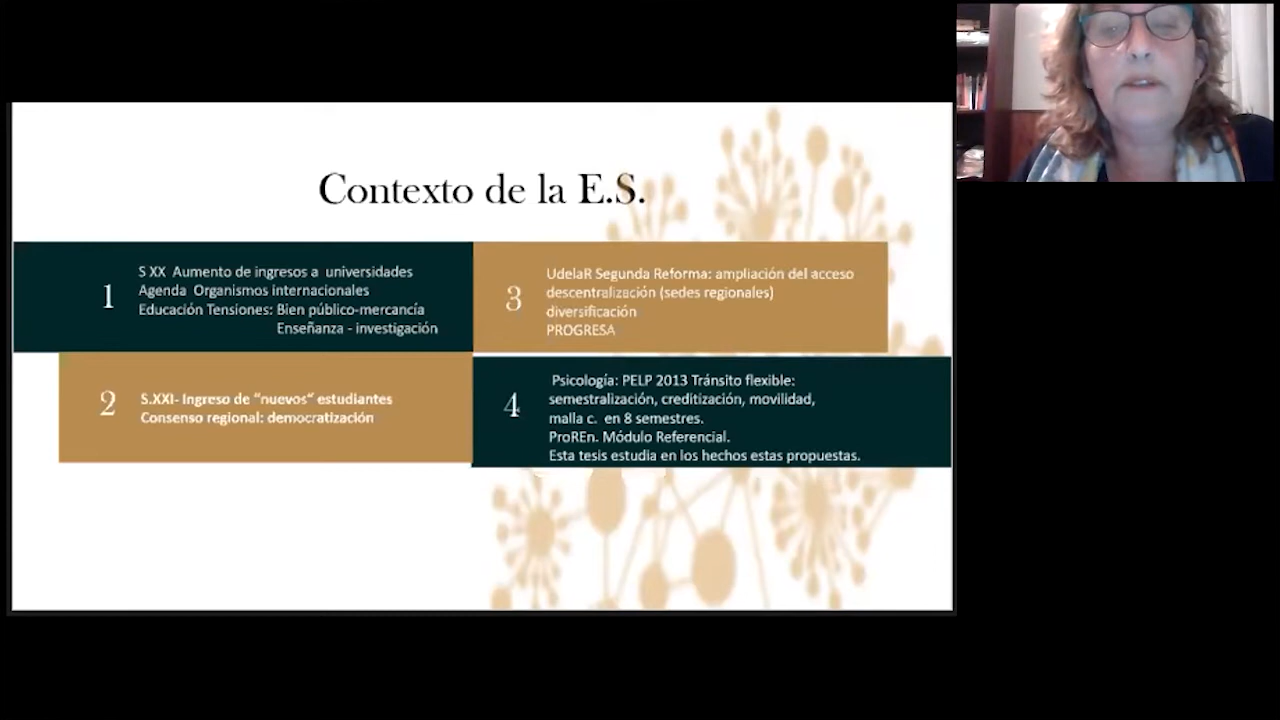 Contexto de la E.S.
1
S XX Aumento de ingresos a universidades
Agenda Organismos internacionales
Educación Tensiones: Bien público-mercancía
Enseñanza - investigación
2
S.XXI- Ingreso de "nuevos" estudiantes
Consenso regional: democratización
3
UdelaR Segunda Reforma: ampliación del acceso
descentralización (sedes regionales)
diversificación
PROGRESA
4
Psicología: PELP 2013 Tránsito flexible:
semestralización, creditización, movilidad,
malla c. en 8 semestres.
ProREn. Módulo Referencial.
Esta tesis estudia en los hechos estas propuestas.